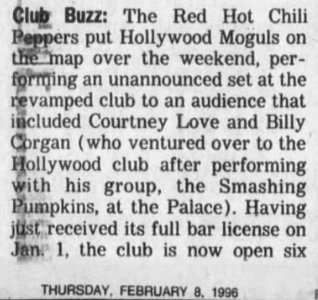 Club Buzz: The Red Hot Chili
Peppers put Hollywood Moguls on
the map over the weekend, per-
forming an unannounced set at the
revamped club to an audience that
included Courtney Love and Billy
Corgan (who ventured over to the
Hollywood club after performing
with his group, the Smashing
Pumpkins, at the Palace). Having
just received its full bar license on
Jan. 1, the club is now open six
THURSDAY, FEBRUARY 8, 1996